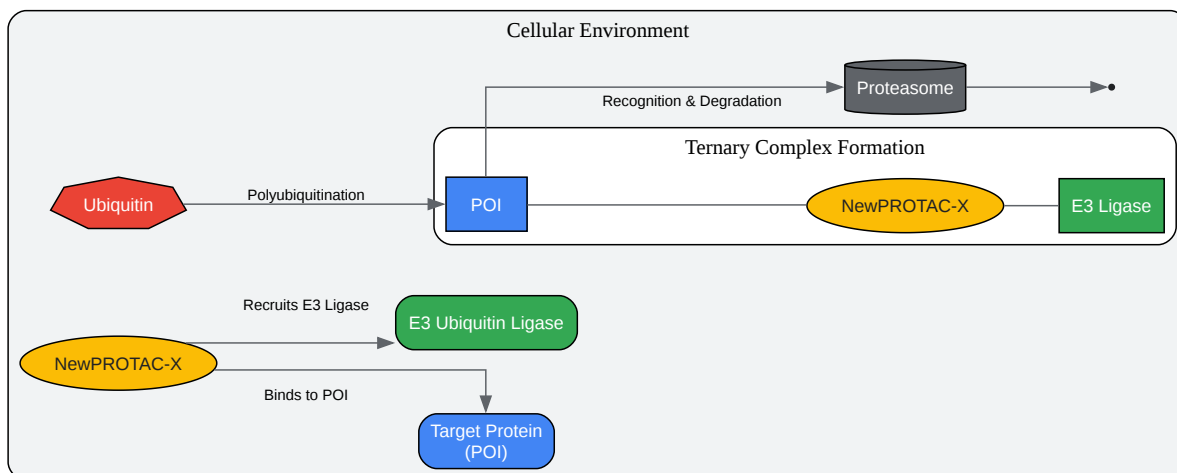 Cellular Environment
Proteasome
Recognition & Degradation
Ternary Complex Formation
Ubiquitin
Polyubiquitination
POI
NewPROTAC-X
E3 Ligase
Recruits E3 Ligase
E3 Ubiquitin Ligase
NewPROTAC-X
Binds to POI
Target Protein
(POI)